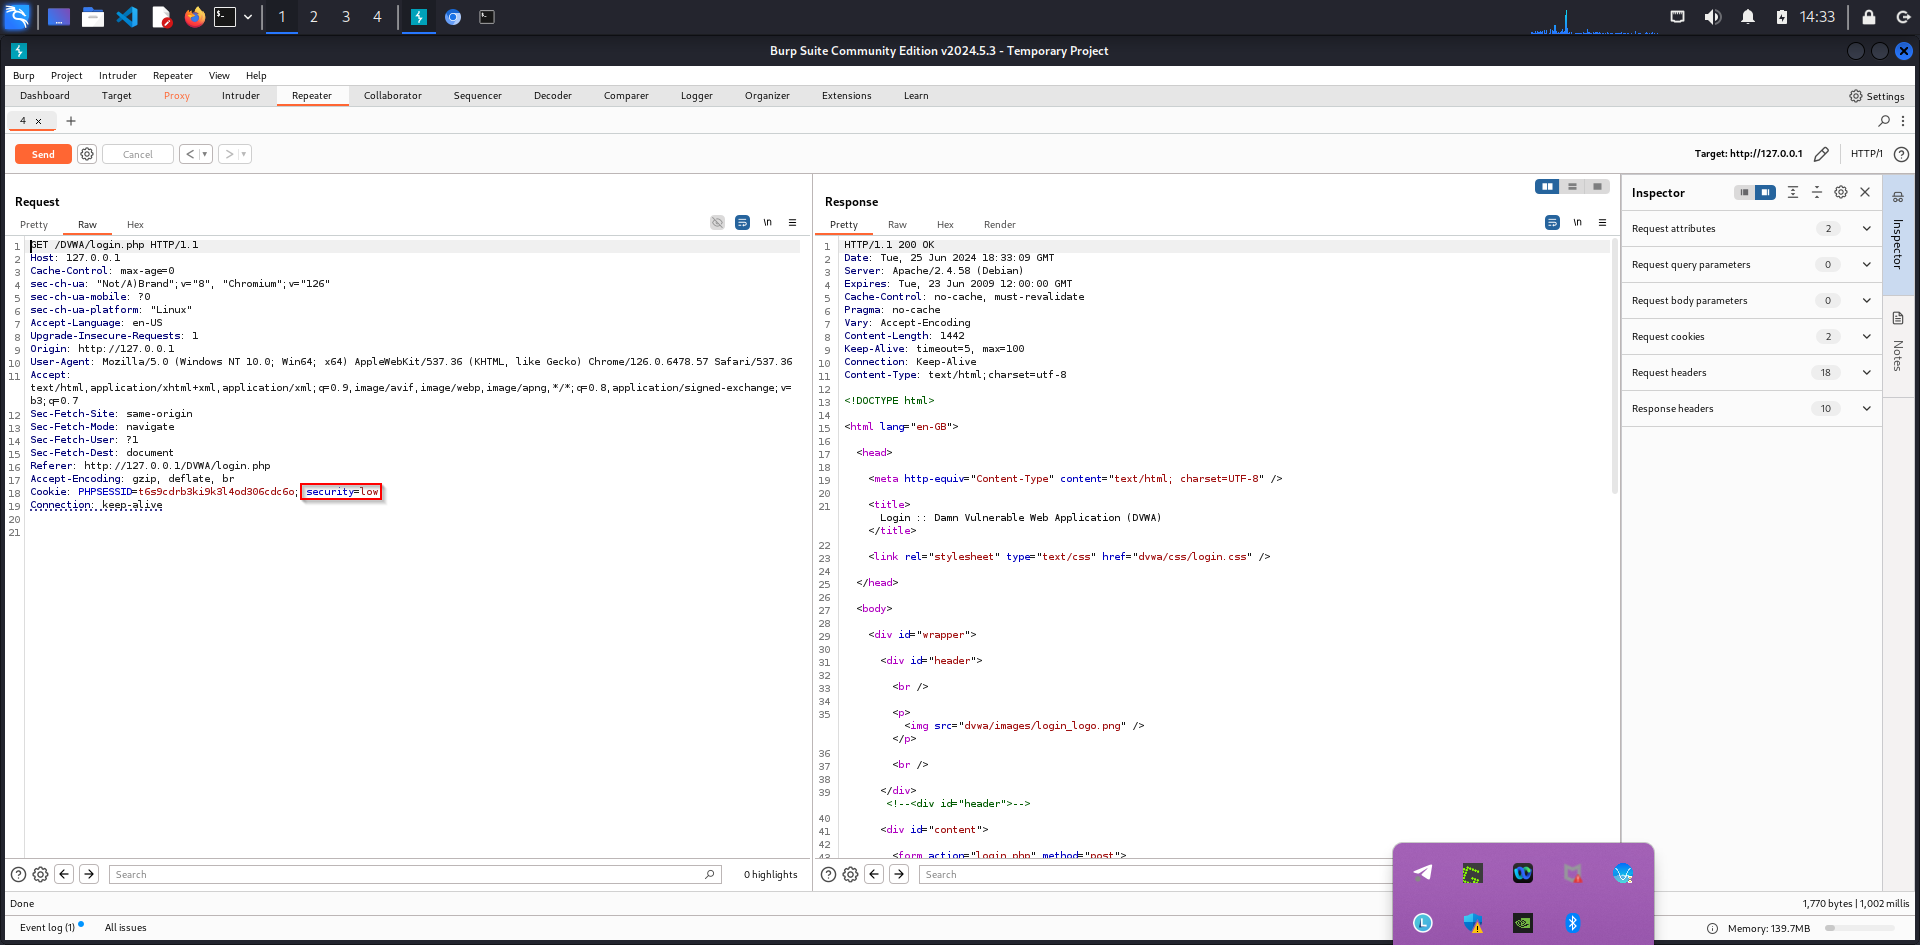 1 2 3 4 14:33
Burp Suite Community Edition v2024.5.3 - Temporary Project
Burp Project Intruder Repeater View Help
Dashboard Target Proxy Intruder Repeater Collaborator Sequencer Decoder Comparer Logger Organizer Extensions Learn Settings
4 × +
Send Cancel < > Target: http://127.0.0.1 HTTP/1
Request
Pretty Raw Hex \n
1 GET /DVWA/login.php HTTP/1.1
2 Host: 127.0.0.1
3 Cache-Control: max-age=0
4 sec-ch-ua: "Not/A)Brand";v="8", "Chromium";v="126"
5 sec-ch-ua-mobile: ?0
6 sec-ch-ua-platform: "Linux"
7 Accept-Language: en-US
8 Upgrade-Insecure-Requests: 1
9 Origin: http://127.0.0.1
10 User-Agent: Mozilla/5.0 (Windows NT 10.0; Win64; x64) AppleWebKit/537.36 (KHTML, like Gecko) Chrome/126.0.6478.57 Safari/537.36
11 Accept:
text/html,application/xhtml+xml,application/xml;q=0.9,image/avif,image/webp,image/apng,*/*;q=0.8,application/signed-exchange;v=
b3;q=0.7
12 Sec-Fetch-Site: same-origin
13 Sec-Fetch-Mode: navigate
14 Sec-Fetch-User: ?1
15 Sec-Fetch-Dest: document
16 Referer: http://127.0.0.1/DVWA/login.php
17 Accept-Encoding: gzip, deflate, br
18 Cookie: PHPSESSID=t6s9cdrb3ki9k3l4od306cdc6o; security=low
19 Connection: keep-alive
20
21
Search 0 highlights
Response
Pretty Raw Hex Render \n
1 HTTP/1.1 200 OK
2 Date: Tue, 25 Jun 2024 18:33:09 GMT
3 Server: Apache/2.4.58 (Debian)
4 Expires: Tue, 23 Jun 2009 12:00:00 GMT
5 Cache-Control: no-cache, must-revalidate
6 Pragma: no-cache
7 Vary: Accept-Encoding
8 Content-Length: 1442
9 Keep-Alive: timeout=5, max=100
10 Connection: Keep-Alive
11 Content-Type: text/html;charset=utf-8
12
13 <!DOCTYPE html>
14
15 <html lang="en-GB">
16
17 <head>
18
19 <meta http-equiv="Content-Type" content="text/html; charset=UTF-8" />
20
21 <title>
Login :: Damn Vulnerable Web Application (DVWA)
</title>
22
23 <link rel="stylesheet" type="text/css" href="dvwa/css/login.css" />
24
25 </head>
26
27 <body>
28
29 <div id="wrapper">
30
31 <div id="header">
32
33 <br />
34
35 <p>
<img src="dvwa/images/login_logo.png" />
</p>
36
37 <br />
38
39 </div>
<!--<div id="header">-->
40
41 <div id="content">
42
43 <form action="login.php" method="post">
Search
Inspector
Request attributes 2
Request query parameters 0
Request body parameters 0
Request cookies 2
Request headers 18
Response headers 10
Inspector
Notes
Done 1,770 bytes | 1,002 millis
Event log (1) All issues Memory: 139.7MB